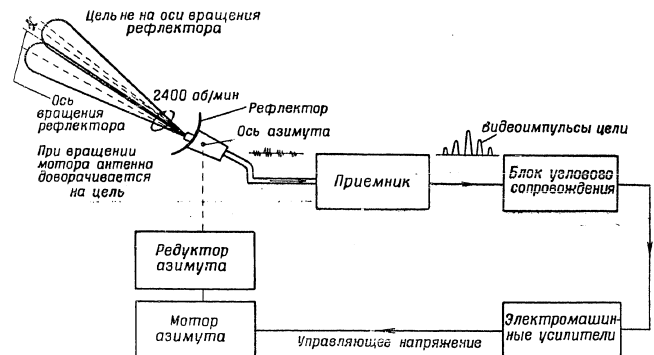 Цель не на оси вращения
рефлектора
2400 об/мин
Рефлектор
Ось
вращения
рефлектора
Ось азимута
При вращении
мотора антенна
доворачивается
на цель
Видеоимпульсы цели
Приемник
Блок углового
сопровождения
Редуктор
азимута
Мотор
азимута
Управляющее напряжение
Электромашин-
ные усилители